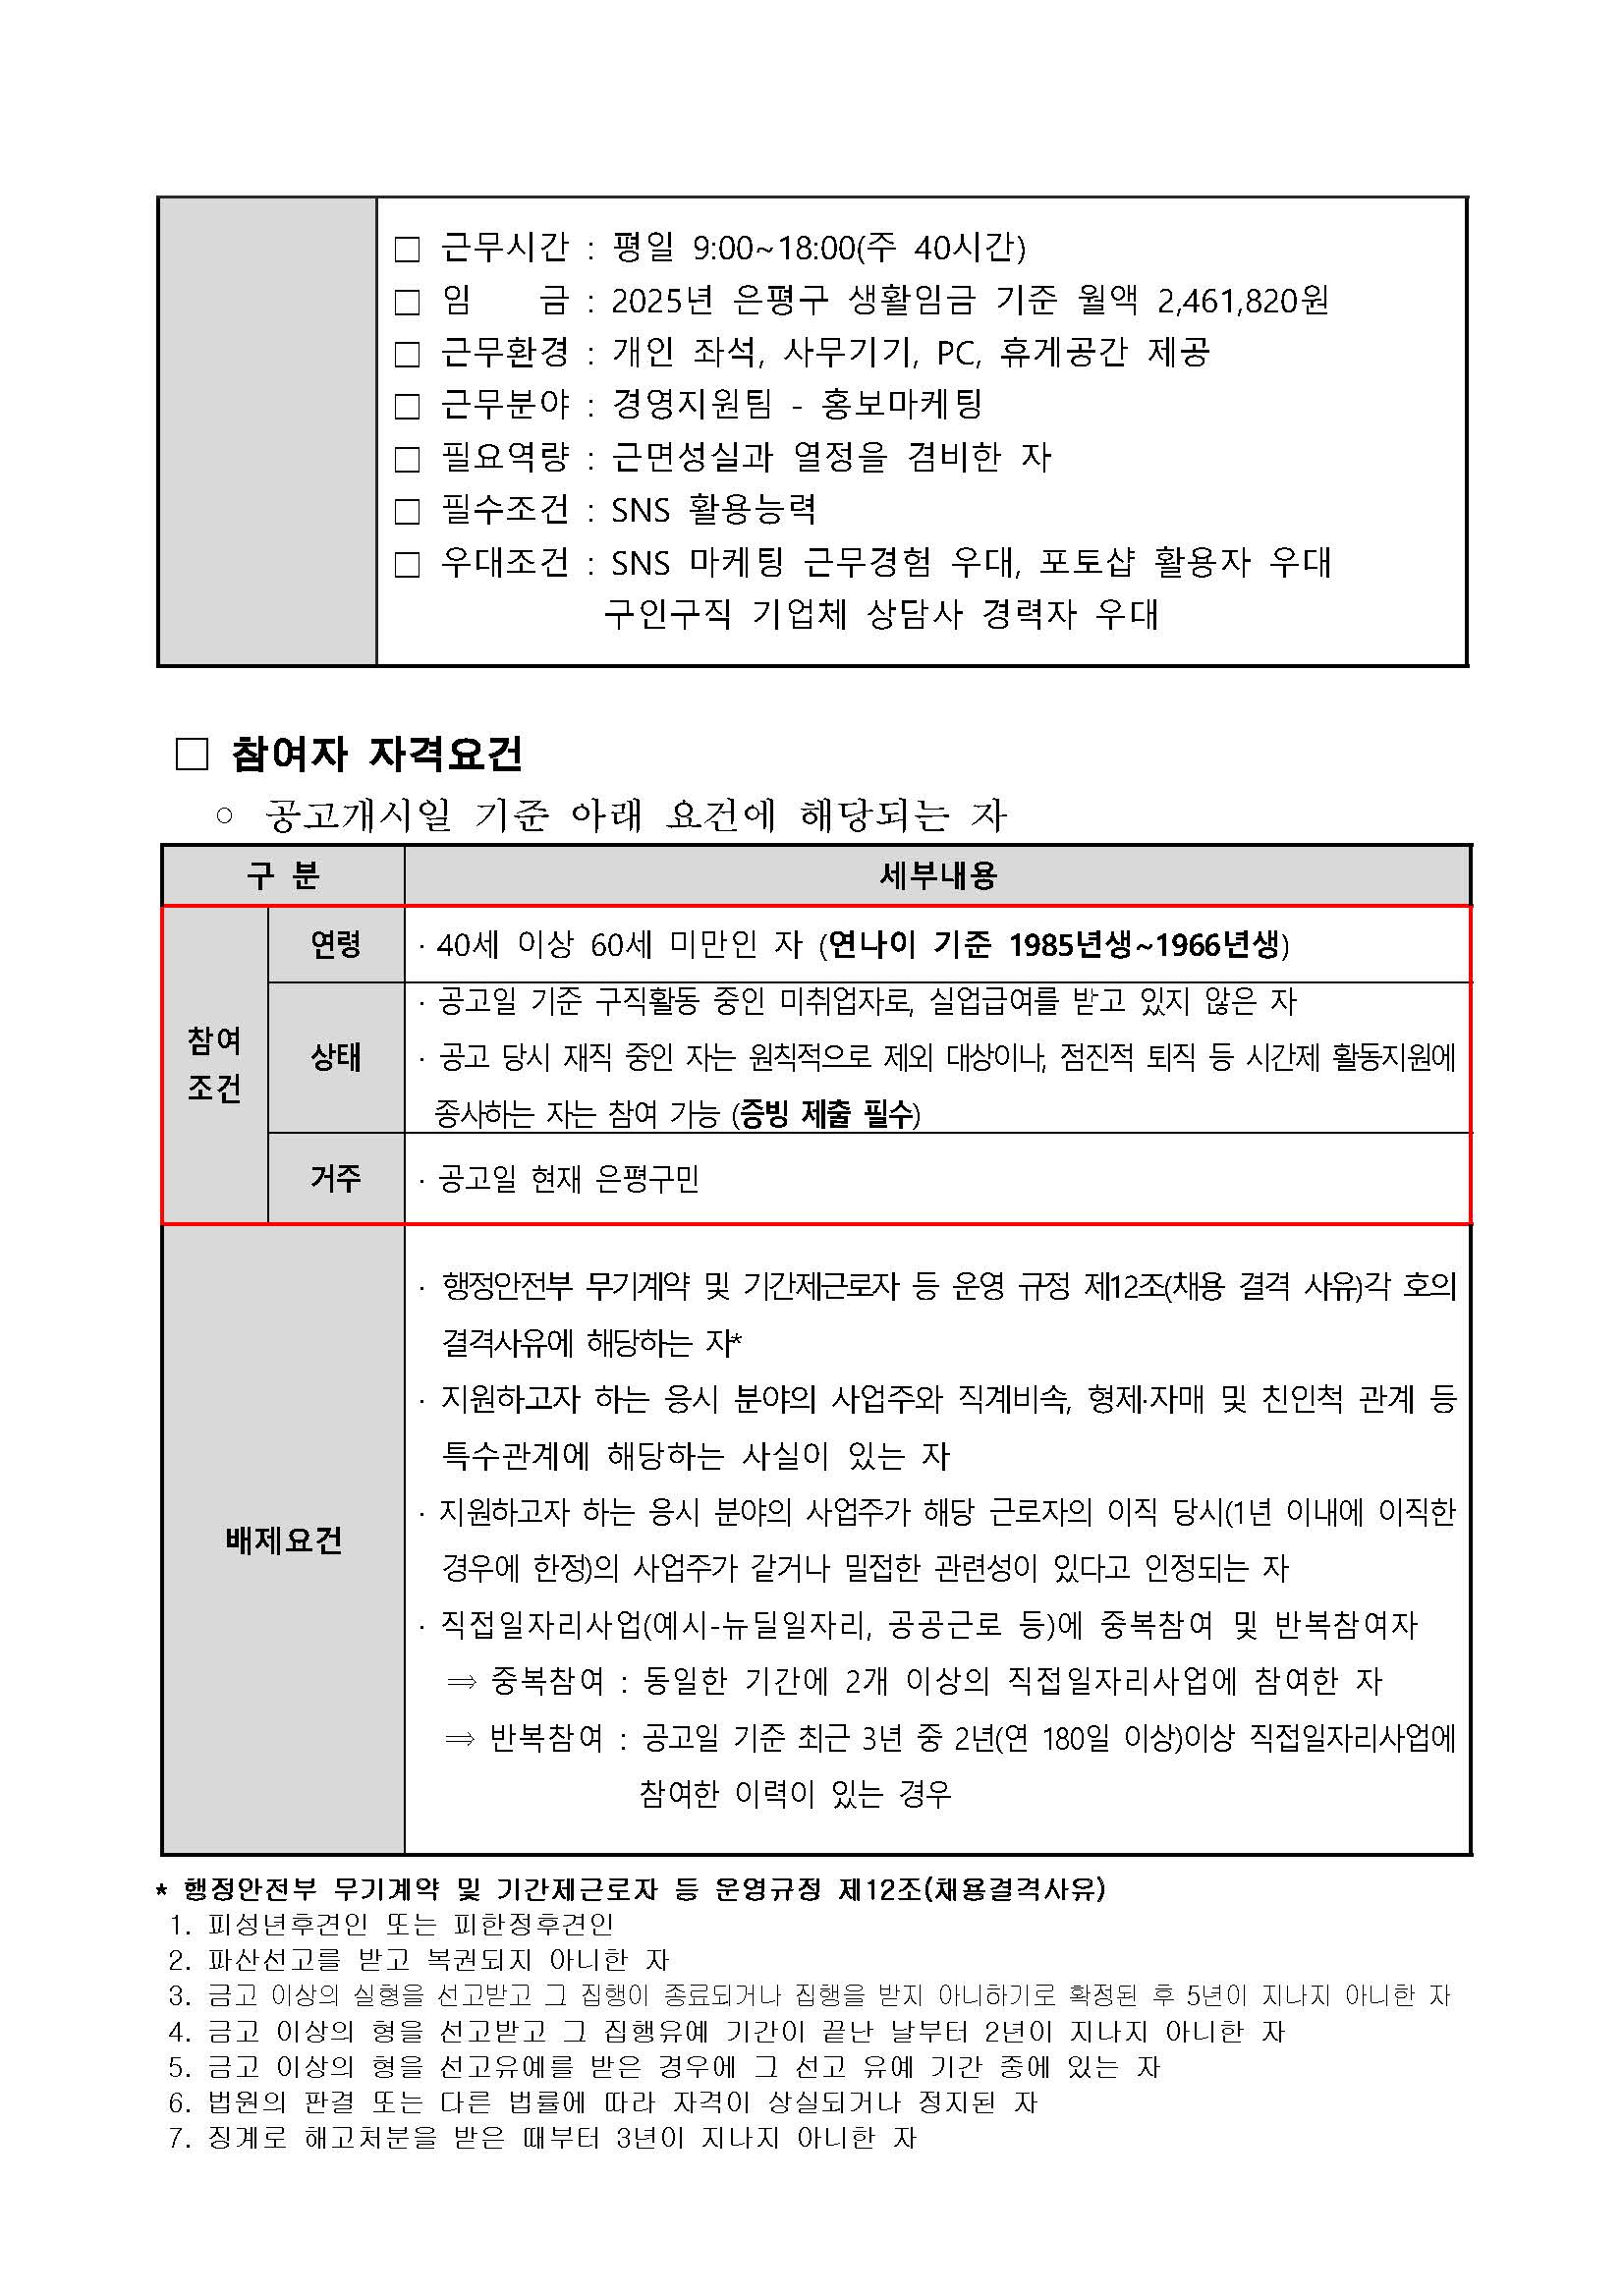 □ 근무시간 : 평일 9:00~18:00(주 40시간)
□ 임 금 : 2025년 은평구 생활임금 기준 월액 2,461,820원
□ 근무환경 : 개인 좌석, 사무기기, PC, 휴게공간 제공
□ 근무분야 : 경영지원팀 - 홍보마케팅
□ 필요역량 : 근면성실과 열정을 겸비한 자
□ 필수조건 : SNS 활용능력
□ 우대조건 : SNS 마케팅 근무경험 우대, 포토샵 활용자 우대
구인구직 기업체 상담사 경력자 우대
□ 참여자 자격요건
○ 공고개시일 기준 아래 요건에 해당되는 자
구 분 세부내용
참여
조건
연령
· 40세 이상 60세 미만인 자 (연나이 기준 1985년생~1966년생)
상태
· 공고일 기준 구직활동 중인 미취업자로, 실업급여를 받고 있지 않은 자
· 공고 당시 재직 중인 자는 원칙적으로 제외 대상이나, 점진적 퇴직 등 시간제 활동지원에
종사하는 자는 참여 가능 (증빙 제출 필수)
거주
· 공고일 현재 은평구민
배제요건
· 행정안전부 무기계약 및 기간제근로자 등 운영 규정 제12조(채용 결격 사유)각 호의
결격사유에 해당하는 자*
· 지원하고자 하는 응시 분야의 사업주와 직계비속, 형제·자매 및 친인척 관계 등
특수관계에 해당하는 사실이 있는 자
· 지원하고자 하는 응시 분야의 사업주가 해당 근로자의 이직 당시(1년 이내에 이직한
경우에 한정)의 사업주가 같거나 밀접한 관련성이 있다고 인정되는 자
· 직접일자리사업(예시-뉴딜일자리, 공공근로 등)에 중복참여 및 반복참여자
⇒ 중복참여 : 동일한 기간에 2개 이상의 직접일자리사업에 참여한 자
⇒ 반복참여 : 공고일 기준 최근 3년 중 2년(연 180일 이상)이상 직접일자리사업에
참여한 이력이 있는 경우
* 행정안전부 무기계약 및 기간제근로자 등 운영규정 제12조(채용결격사유)
1. 피성년후견인 또는 피한정후견인
2. 파산선고를 받고 복권되지 아니한 자
3. 금고 이상의 실형을 선고받고 그 집행이 종료되거나 집행을 받지 아니하기로 확정된 후 5년이 지나지 아니한 자
4. 금고 이상의 형을 선고받고 그 집행유예 기간이 끝난 날부터 2년이 지나지 아니한 자
5. 금고 이상의 형을 선고유예를 받은 경우에 그 선고 유예 기간 중에 있는 자
6. 법원의 판결 또는 다른 법률에 따라 자격이 상실되거나 정지된 자
7. 징계로 해고처분을 받은 때부터 3년이 지나지 아니한 자